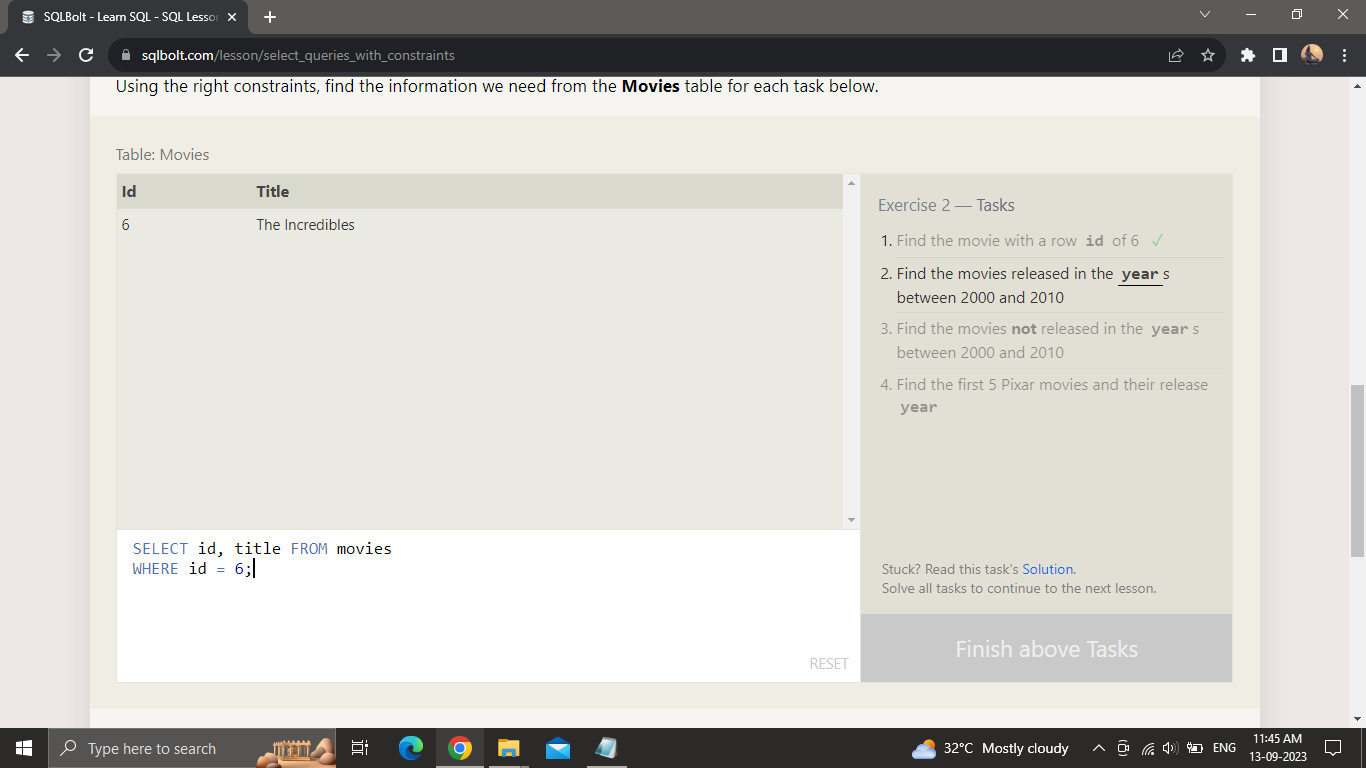 SQLBolt - Learn SQL - SQL Lesson
sqlbolt.com/lesson/select_queries_with_constraints
Using the right constraints, find the information we need from the Movies table for each task below.
Table: Movies
Id Title
6 The Incredibles
Exercise 2 — Tasks
1. Find the movie with a row id of 6 ✓
2. Find the movies released in the year s
between 2000 and 2010
3. Find the movies not released in the year s
between 2000 and 2010
4. Find the first 5 Pixar movies and their release
year
SELECT id, title FROM movies
WHERE id = 6;
RESET
Stuck? Read this task's Solution.
Solve all tasks to continue to the next lesson.
Finish above Tasks
Type here to search
32°C Mostly cloudy
ENG
11:45 AM
13-09-2023